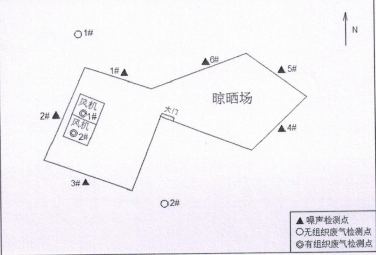 1#
N
6#
1#
5#
晾晒场
风机
1#
大门
2#
风机
2#
4#
3#
2#
▲噪声检测点
○无组织废气检测点
◎有组织废气检测点